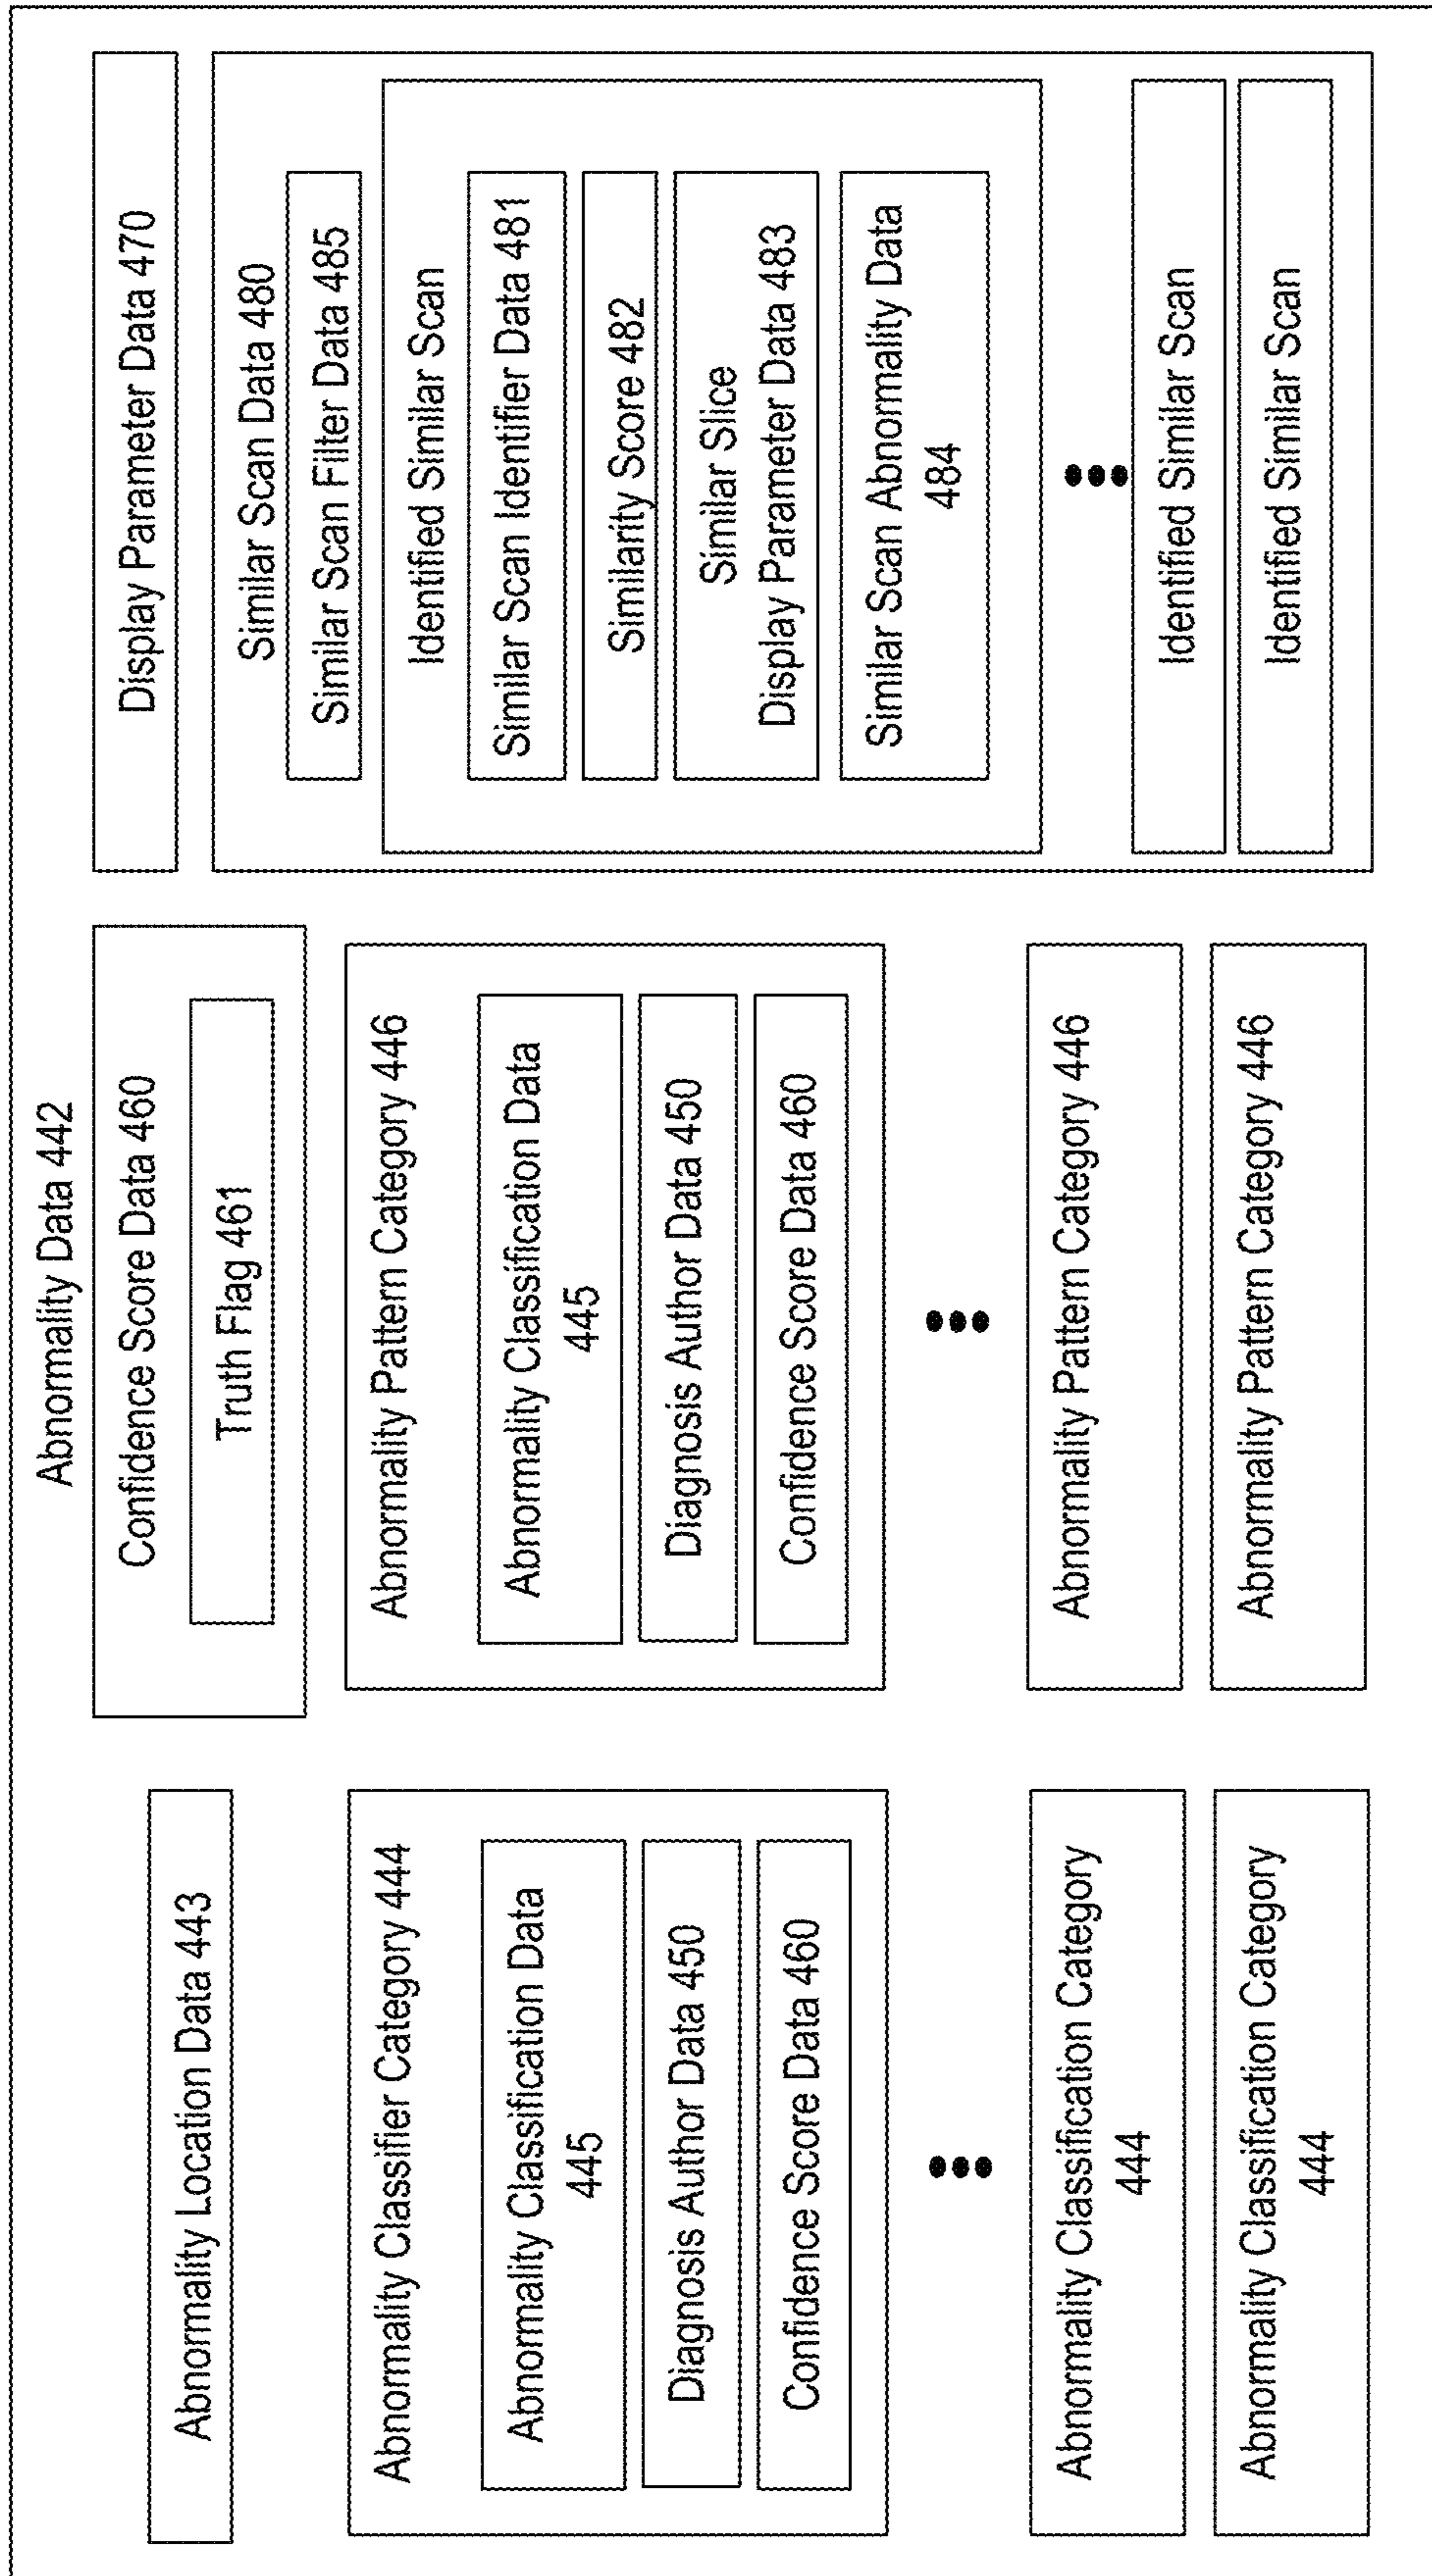 Abnormality Data 442
Abnormality Location Data 443
Abnormality Classifier Category 444
Abnormality Classification Data
445
Diagnosis Author Data 450
Confidence Score Data 460
Abnormality Classification Category
444
Abnormality Classification Category
444
Confidence Score Data 460
Truth Flag 461
Abnormality Pattern Category 446
Abnormality Classification Data
445
Diagnosis Author Data 450
Confidence Score Data 460
Abnormality Pattern Category 446
Abnormality Pattern Category 446
Display Parameter Data 470
Similar Scan Data 480
Similar Scan Filter Data 485
Identified Similar Scan
Similar Scan Identifier Data 481
Similarity Score 482
Similar Slice
Display Parameter Data 483
Similar Scan Abnormality Data
484
Identified Similar Scan
Identified Similar Scan